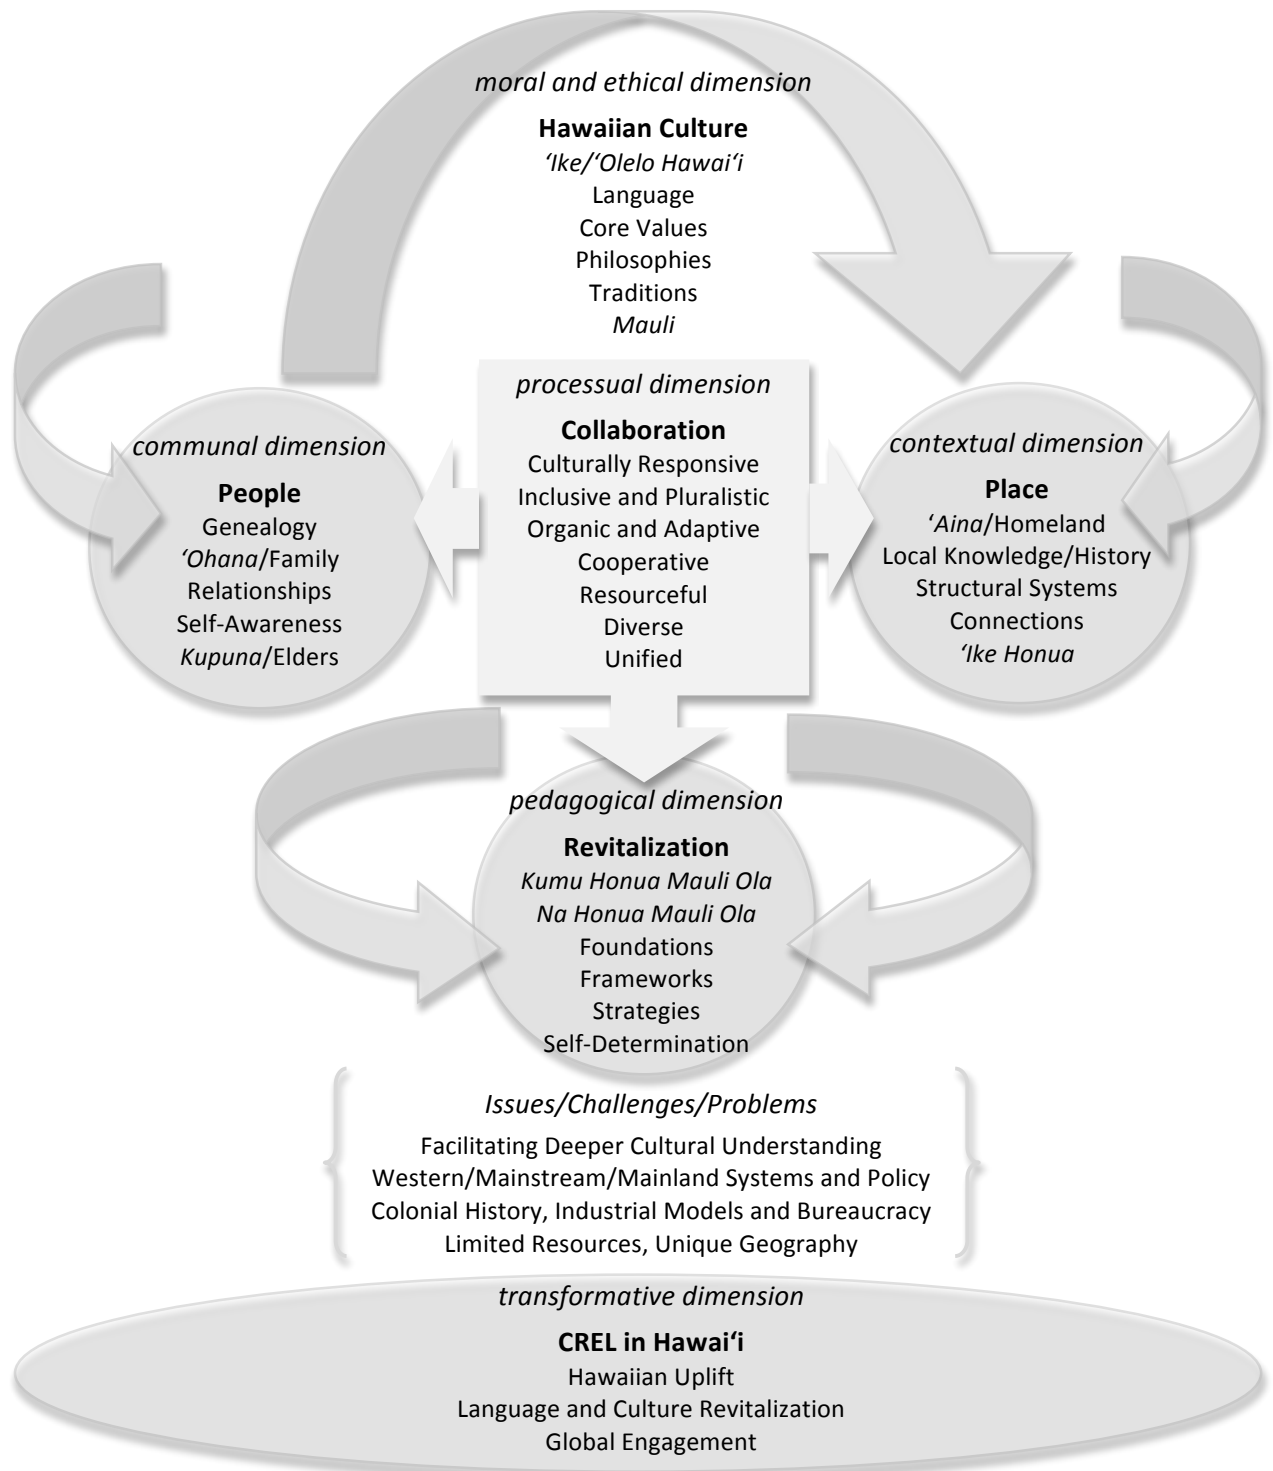 moral and ethical dimension
Hawaiian Culture
‘Ike/‘Olelo Hawai‘i
Language
Core Values
Philosophies
Traditions
Mauli
communal dimension
People
Genealogy
‘Ohana/Family
Relationships
Self-Awareness
Kupuna/Elders
processual dimension
Collaboration
Culturally Responsive
Inclusive and Pluralistic
Organic and Adaptive
Cooperative
Resourceful
Diverse
Unified
contextual dimension
Place
‘Aina/Homeland
Local Knowledge/History
Structural Systems
Connections
‘Ike Honua
pedagogical dimension
Revitalization
Kumu Honua Mauli Ola
Na Honua Mauli Ola
Foundations
Frameworks
Strategies
Self-Determination
Issues/Challenges/Problems
Facilitating Deeper Cultural Understanding
Western/Mainstream/Mainland Systems and Policy
Colonial History, Industrial Models and Bureaucracy
Limited Resources, Unique Geography
transformative dimension
CREL in Hawai‘i
Hawaiian Uplift
Language and Culture Revitalization
Global Engagement